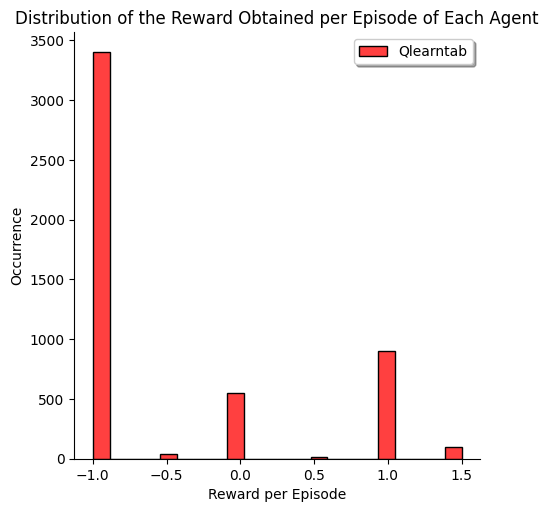 Distribution of the Reward Obtained per Episode of Each Agent
Qlearntab
Occurrence
3500
3000
2500
2000
1500
1000
500
0
−1.0 −0.5 0.0 0.5 1.0 1.5
Reward per Episode